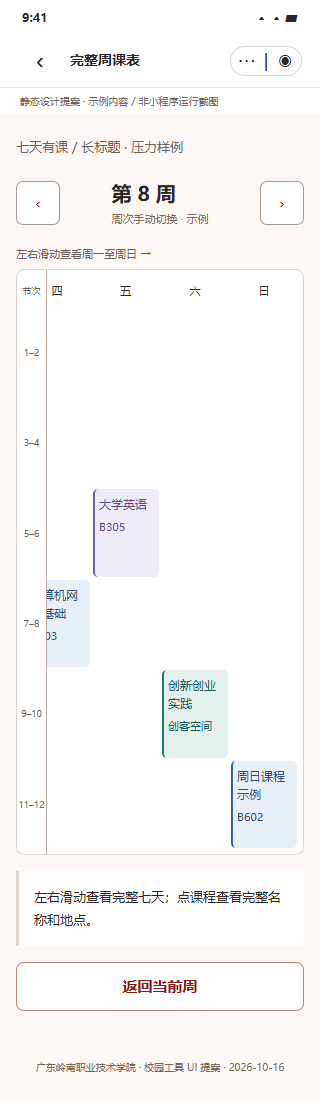 9:41
完整周课表
静态设计提案 · 示例内容 / 非小程序运行截图
七天有课 / 长标题 · 压力样例
第 8 周
周次手动切换 · 示例
左右滑动查看周一至周日 →
节次 四 五 六 日
1–2
3–4
大学英语
B305
5–6
算机网
基础
03
7–8
创新创业
实践
创客空间
9–10
周日课程
示例
B602
11–12
左右滑动查看完整七天；点课程查看完整名
称和地点。
返回当前周
广东岭南职业技术学院 · 校园工具 UI 提案 · 2026-10-16